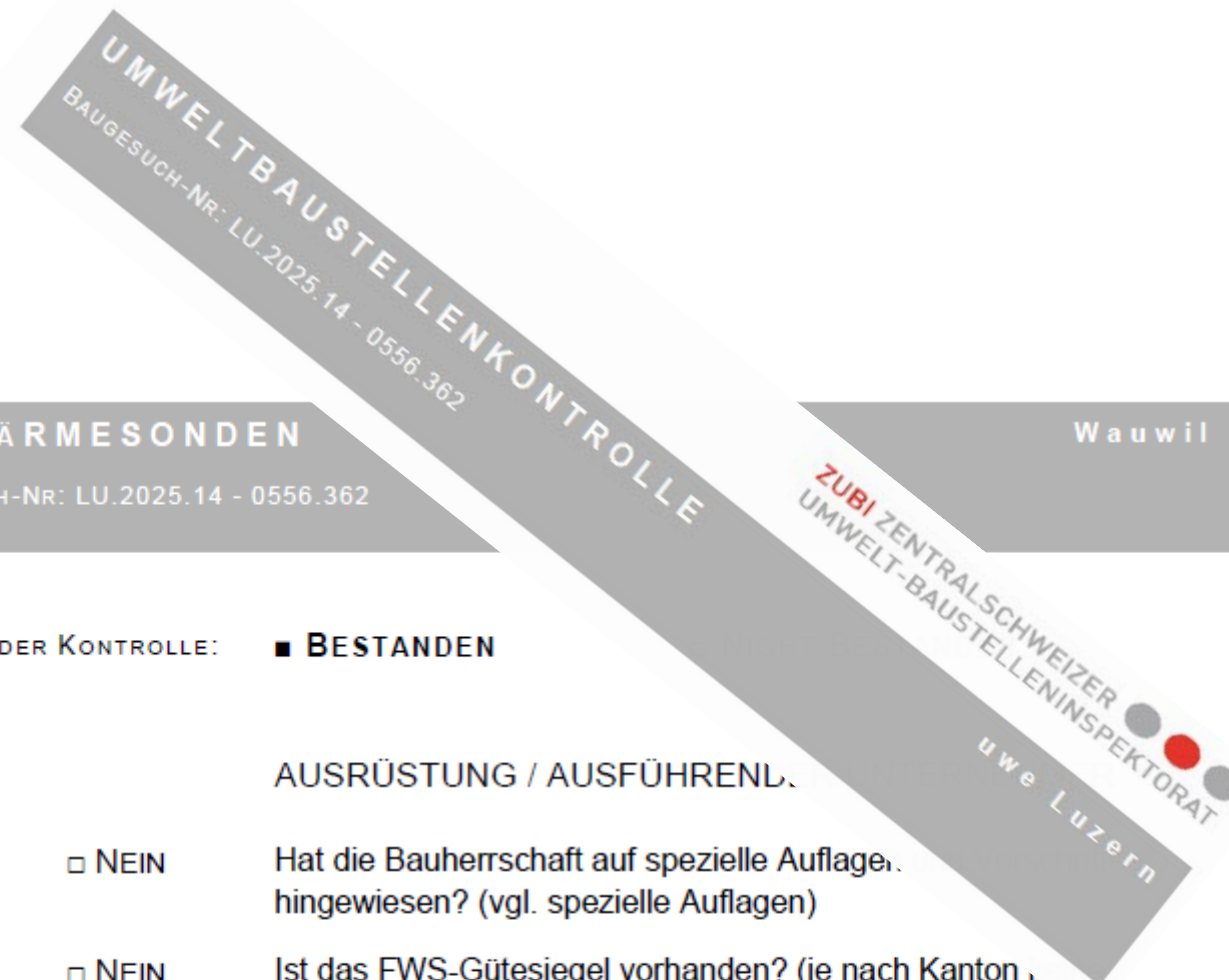 UMWELTBAUSTELLENKONTROLLE
BAUGESUCH-NR: LU.2025.14 - 0556.362
uwe Luzern
ZUBI ZENTRALSCHWEIZER
UMWELT-BAUSTELLENINSPEKTORAT
ÄRMESONDEN
Wauwil
H-NR: LU.2025.14 - 0556.362
DER KONTROLLE: ■ BESTANDEN
AUSRÜSTUNG / AUSFÜHREND
□ NEIN Hat die Bauherrschaft auf spezielle Auflagen
hingewiesen? (vgl. spezielle Auflagen)
□ NEIN Ist das FWS-Gütesiegel vorhanden? (je nach Kanton